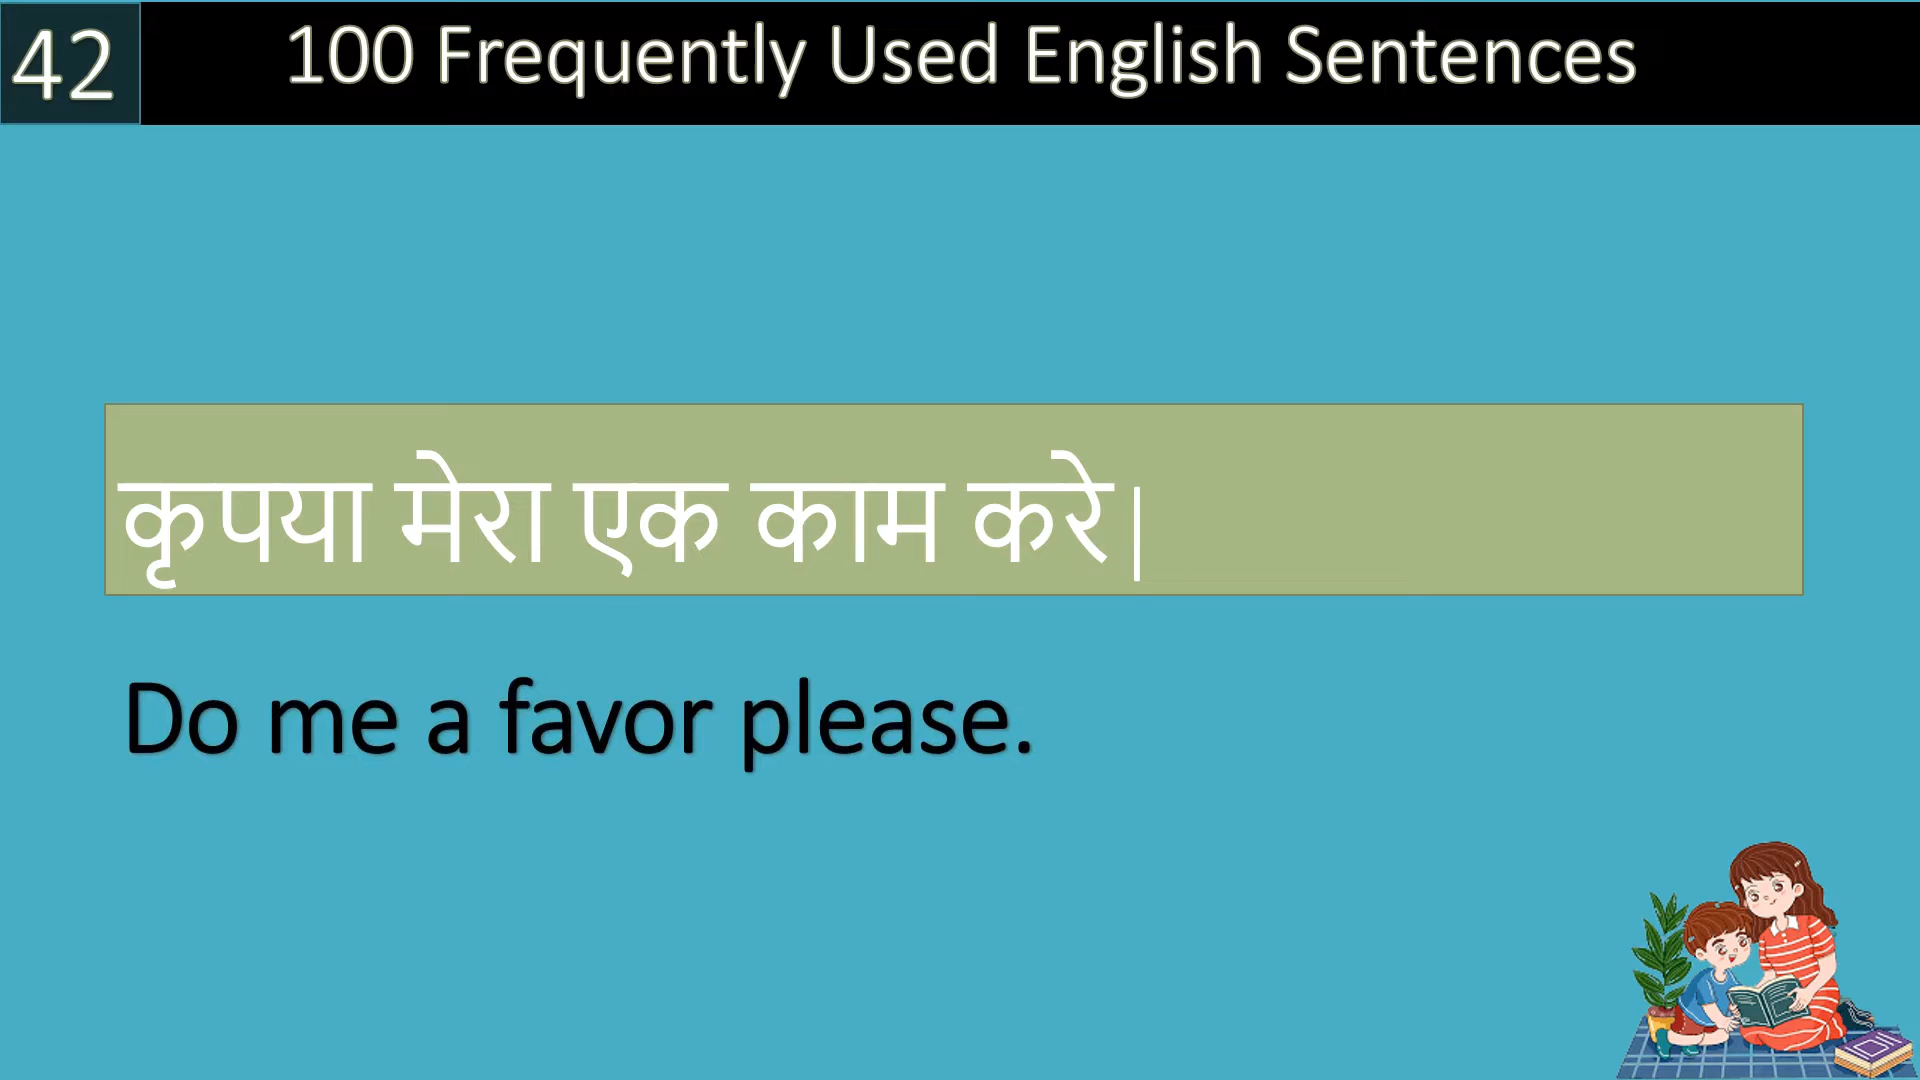 42
100 Frequently Used English Sentences
कृपया मेरा एक काम करे|
Do me a favor please.